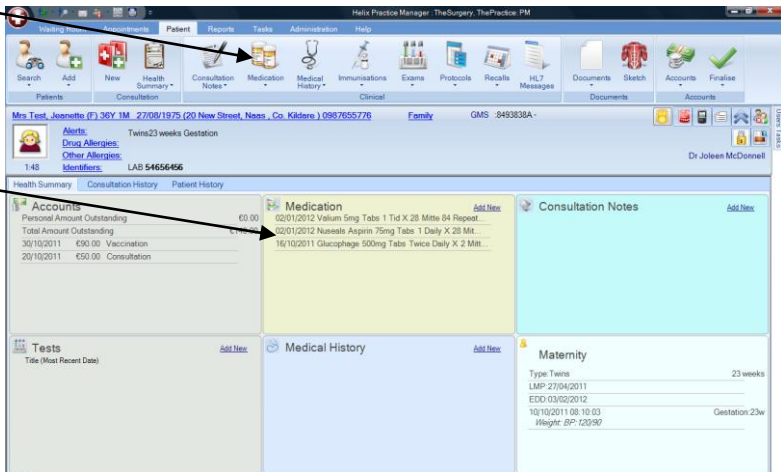 Helix Practice Manager : TheSurgery, ThePractice: PM
Waiting Room Appointments Patient Reports Tasks Administration Help
Search Add New Health Summary Consultation Notes Medication Medical History Immunisations Exams Protocols Recalls HL7 Messages Documents Sketch Accounts Finalise
Patients Consultation Clinical Documents Accounts
Mrs Test, Jeanette (F) 36Y 1M 27/08/1975 (20 New Street, Naas , Co. Kildare ) 0987655776 Family GMS :8493838A -
Alerts: Twins23 weeks Gestation
Drug Allergies:
Other Allergies:
1:48 Identifiers: LAB 54656456
Dr Joleen McDonnell
Users Tasks
Health Summary Consultation History Patient History
Accounts
Personal Amount Outstanding €0.00
Total Amount Outstanding
30/10/2011 €90.00 Vaccination
20/10/2011 €50.00 Consultation
Medication Add New
02/01/2012 Valium 5mg Tabs 1 Tid X 28 Mitte 84 Repeat...
02/01/2012 Nuseals Aspirin 75mg Tabs 1 Daily X 28 Mit...
16/10/2011 Glucophage 500mg Tabs Twice Daily X 2 Mitt...
Consultation Notes Add New
Tests Add New
Title (Most Recent Date)
Medical History Add New
Maternity
Type:Twins 23 weeks
LMP:27/04/2011
EDD:03/02/2012
10/10/2011 08:10:03 Gestation:23w
Weight: BP: 120/90